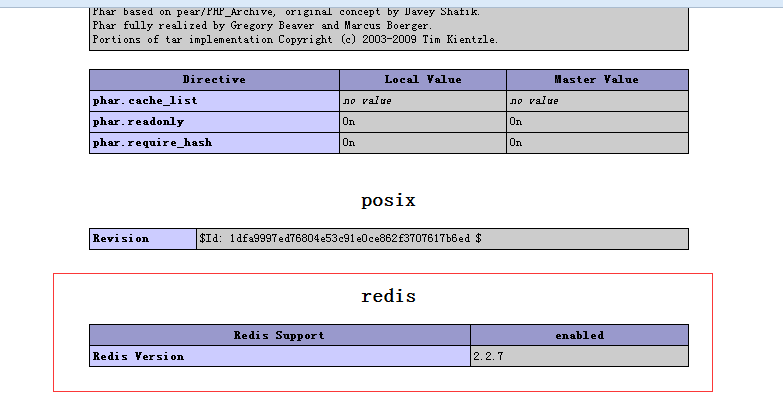 Phar based on pear/PHP_Archive, original concept by Davey Shafik.
Phar fully realized by Gregory Beaver and Marcus Boerger.
Portions of tar implementation Copyright (c) 2003-2009 Tim Kientzle.
Directive Local Value Master Value
phar.cache_list no value no value
phar.readonly On On
phar.require_hash On On
posix
Revision $Id: 1dfa9997ed76804e53c91e0ce862f3707617b6ed $
redis
Redis Support enabled
Redis Version 2.2.7